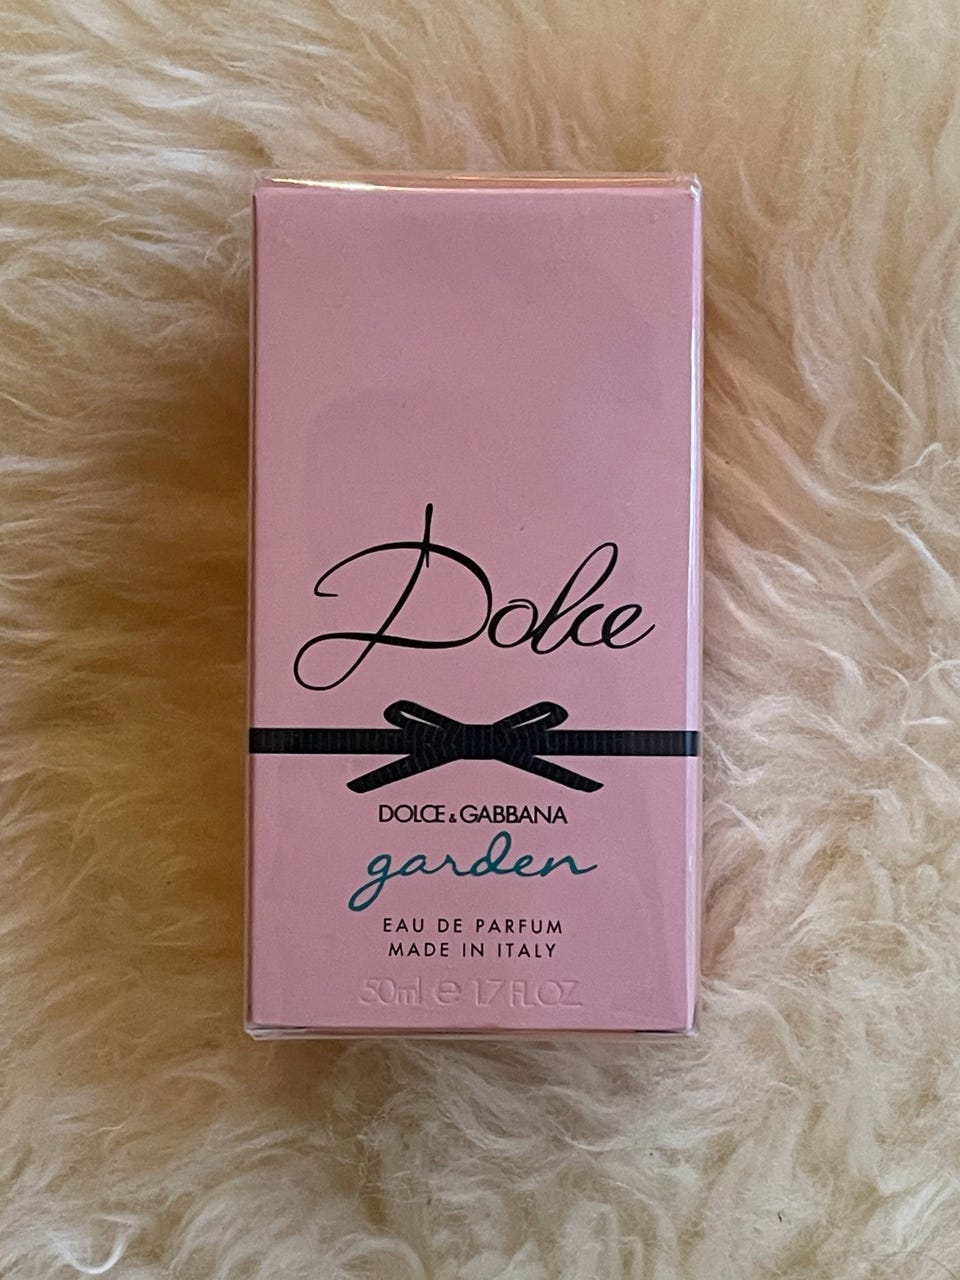 Dolce
DOLCE & GABBANA
garden
EAU DE PARFUM
MADE IN ITALY
50ml e 1.7 FL.OZ